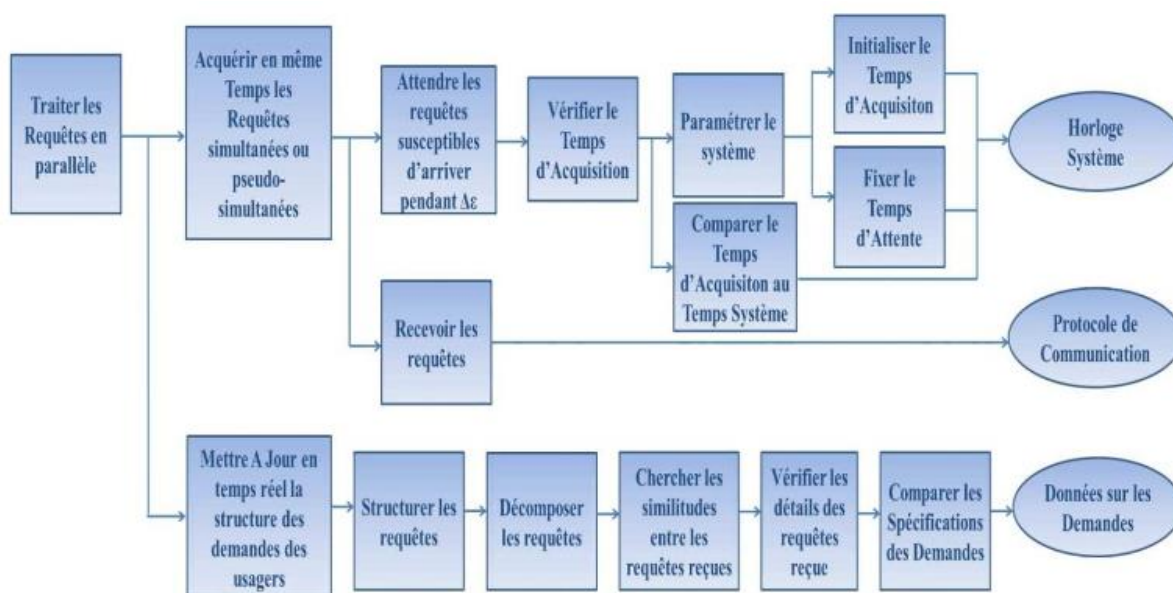 Traiter les
Requêtes en
parallèle
Acquérir en même
Temps les
Requêtes
simultanées ou
pseudo-
simultanées
Attendre les
requêtes
susceptibles
d'arriver
pendant Δε
Vérifier le
Temps
d'Acquisition
Paramétrer le
système
Initialiser le
Temps
d'Acquisiton
Horloge
Système
Fixer le
Temps
d'Attente
Comparer le
Temps
d'Acquisiton au
Temps Système
Recevoir les
requêtes
Protocole de
Communication
Mettre A Jour en
temps réel la
structure des
demandes des
usagers
Structurer les
requêtes
Décomposer
les requêtes
Chercher les
similitudes
entre les
requêtes reçues
Vérifier les
détails des
requêtes
reçue
Comparer les
Spécifications
des Demandes
Données sur les
Demandes